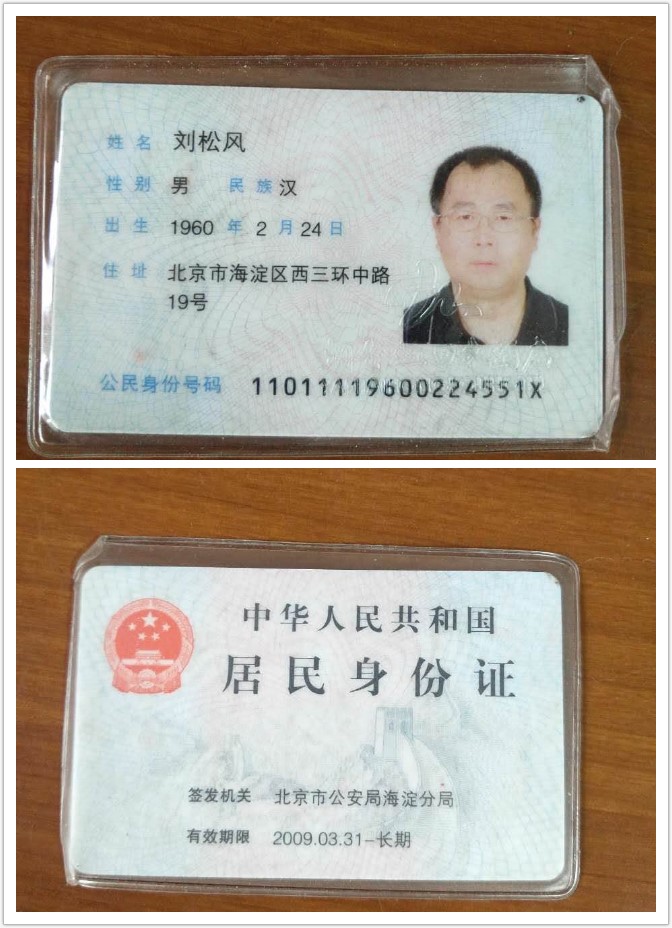 姓名 刘松风
性别 男 民族 汉
出生 1960 年 2 月 24 日
住址 北京市海淀区西三环中路
19号
公民身份号码 11011119600224551X
中华人民共和国
居民身份证
签发机关 北京市公安局海淀分局
有效期限 2009.03.31-长期